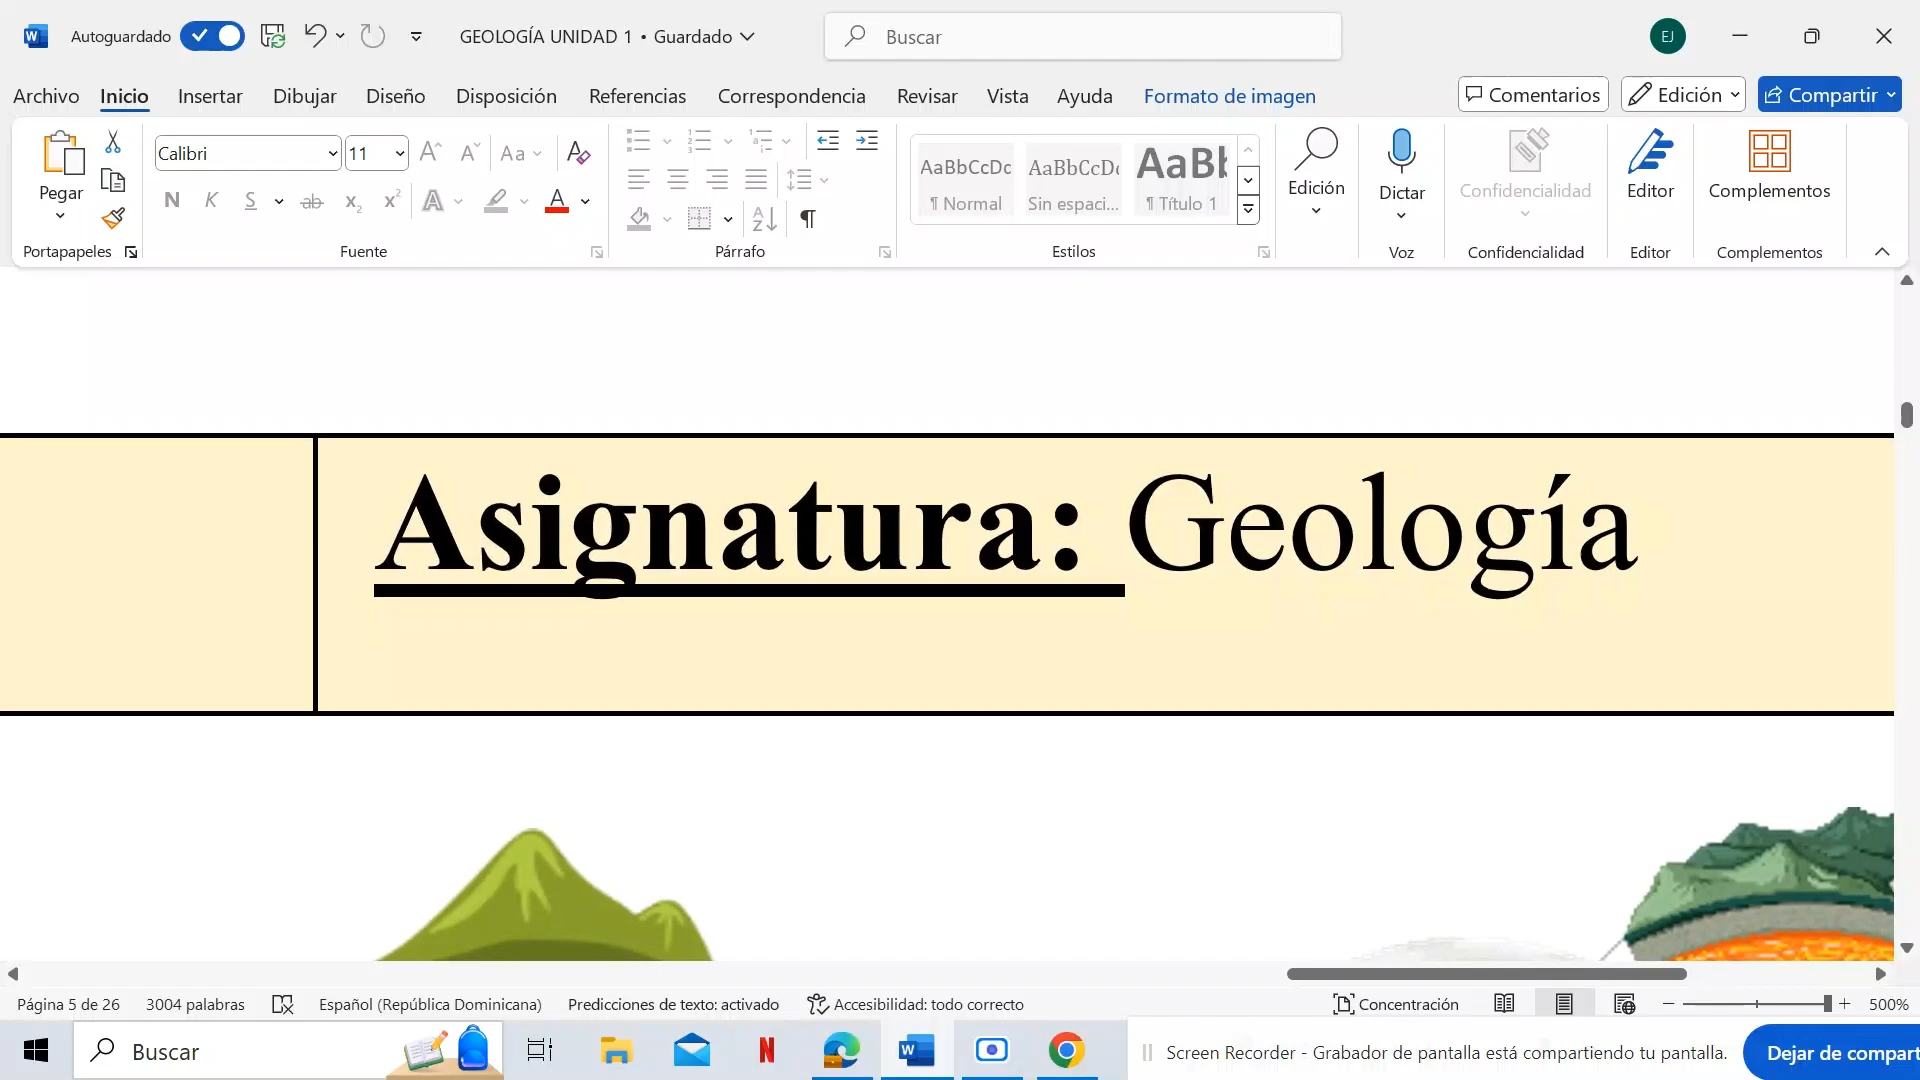 Autoguardado GEOLOGÍA UNIDAD 1 • Guardado Buscar EJ
Archivo Inicio Insertar Dibujar Diseño Disposición Referencias Correspondencia Revisar Vista Ayuda Formato de imagen Comentarios Edición Compartir
Pegar
Portapapeles
Calibri 11 Aa
N K S ab x₂ x² A A
Fuente
Párrafo
AaBbCcDc AaBbCcDc AaBb
¶ Normal Sin espaci... ¶ Título 1
Estilos
Edición
Dictar
Voz
Confidencialidad
Confidencialidad
Editor
Editor
Complementos
Complementos
Asignatura: Geología
Página 5 de 26 3004 palabras Español (República Dominicana) Predicciones de texto: activado Accesibilidad: todo correcto Concentración 500%
Buscar
Screen Recorder - Grabador de pantalla está compartiendo tu pantalla. Dejar de compart